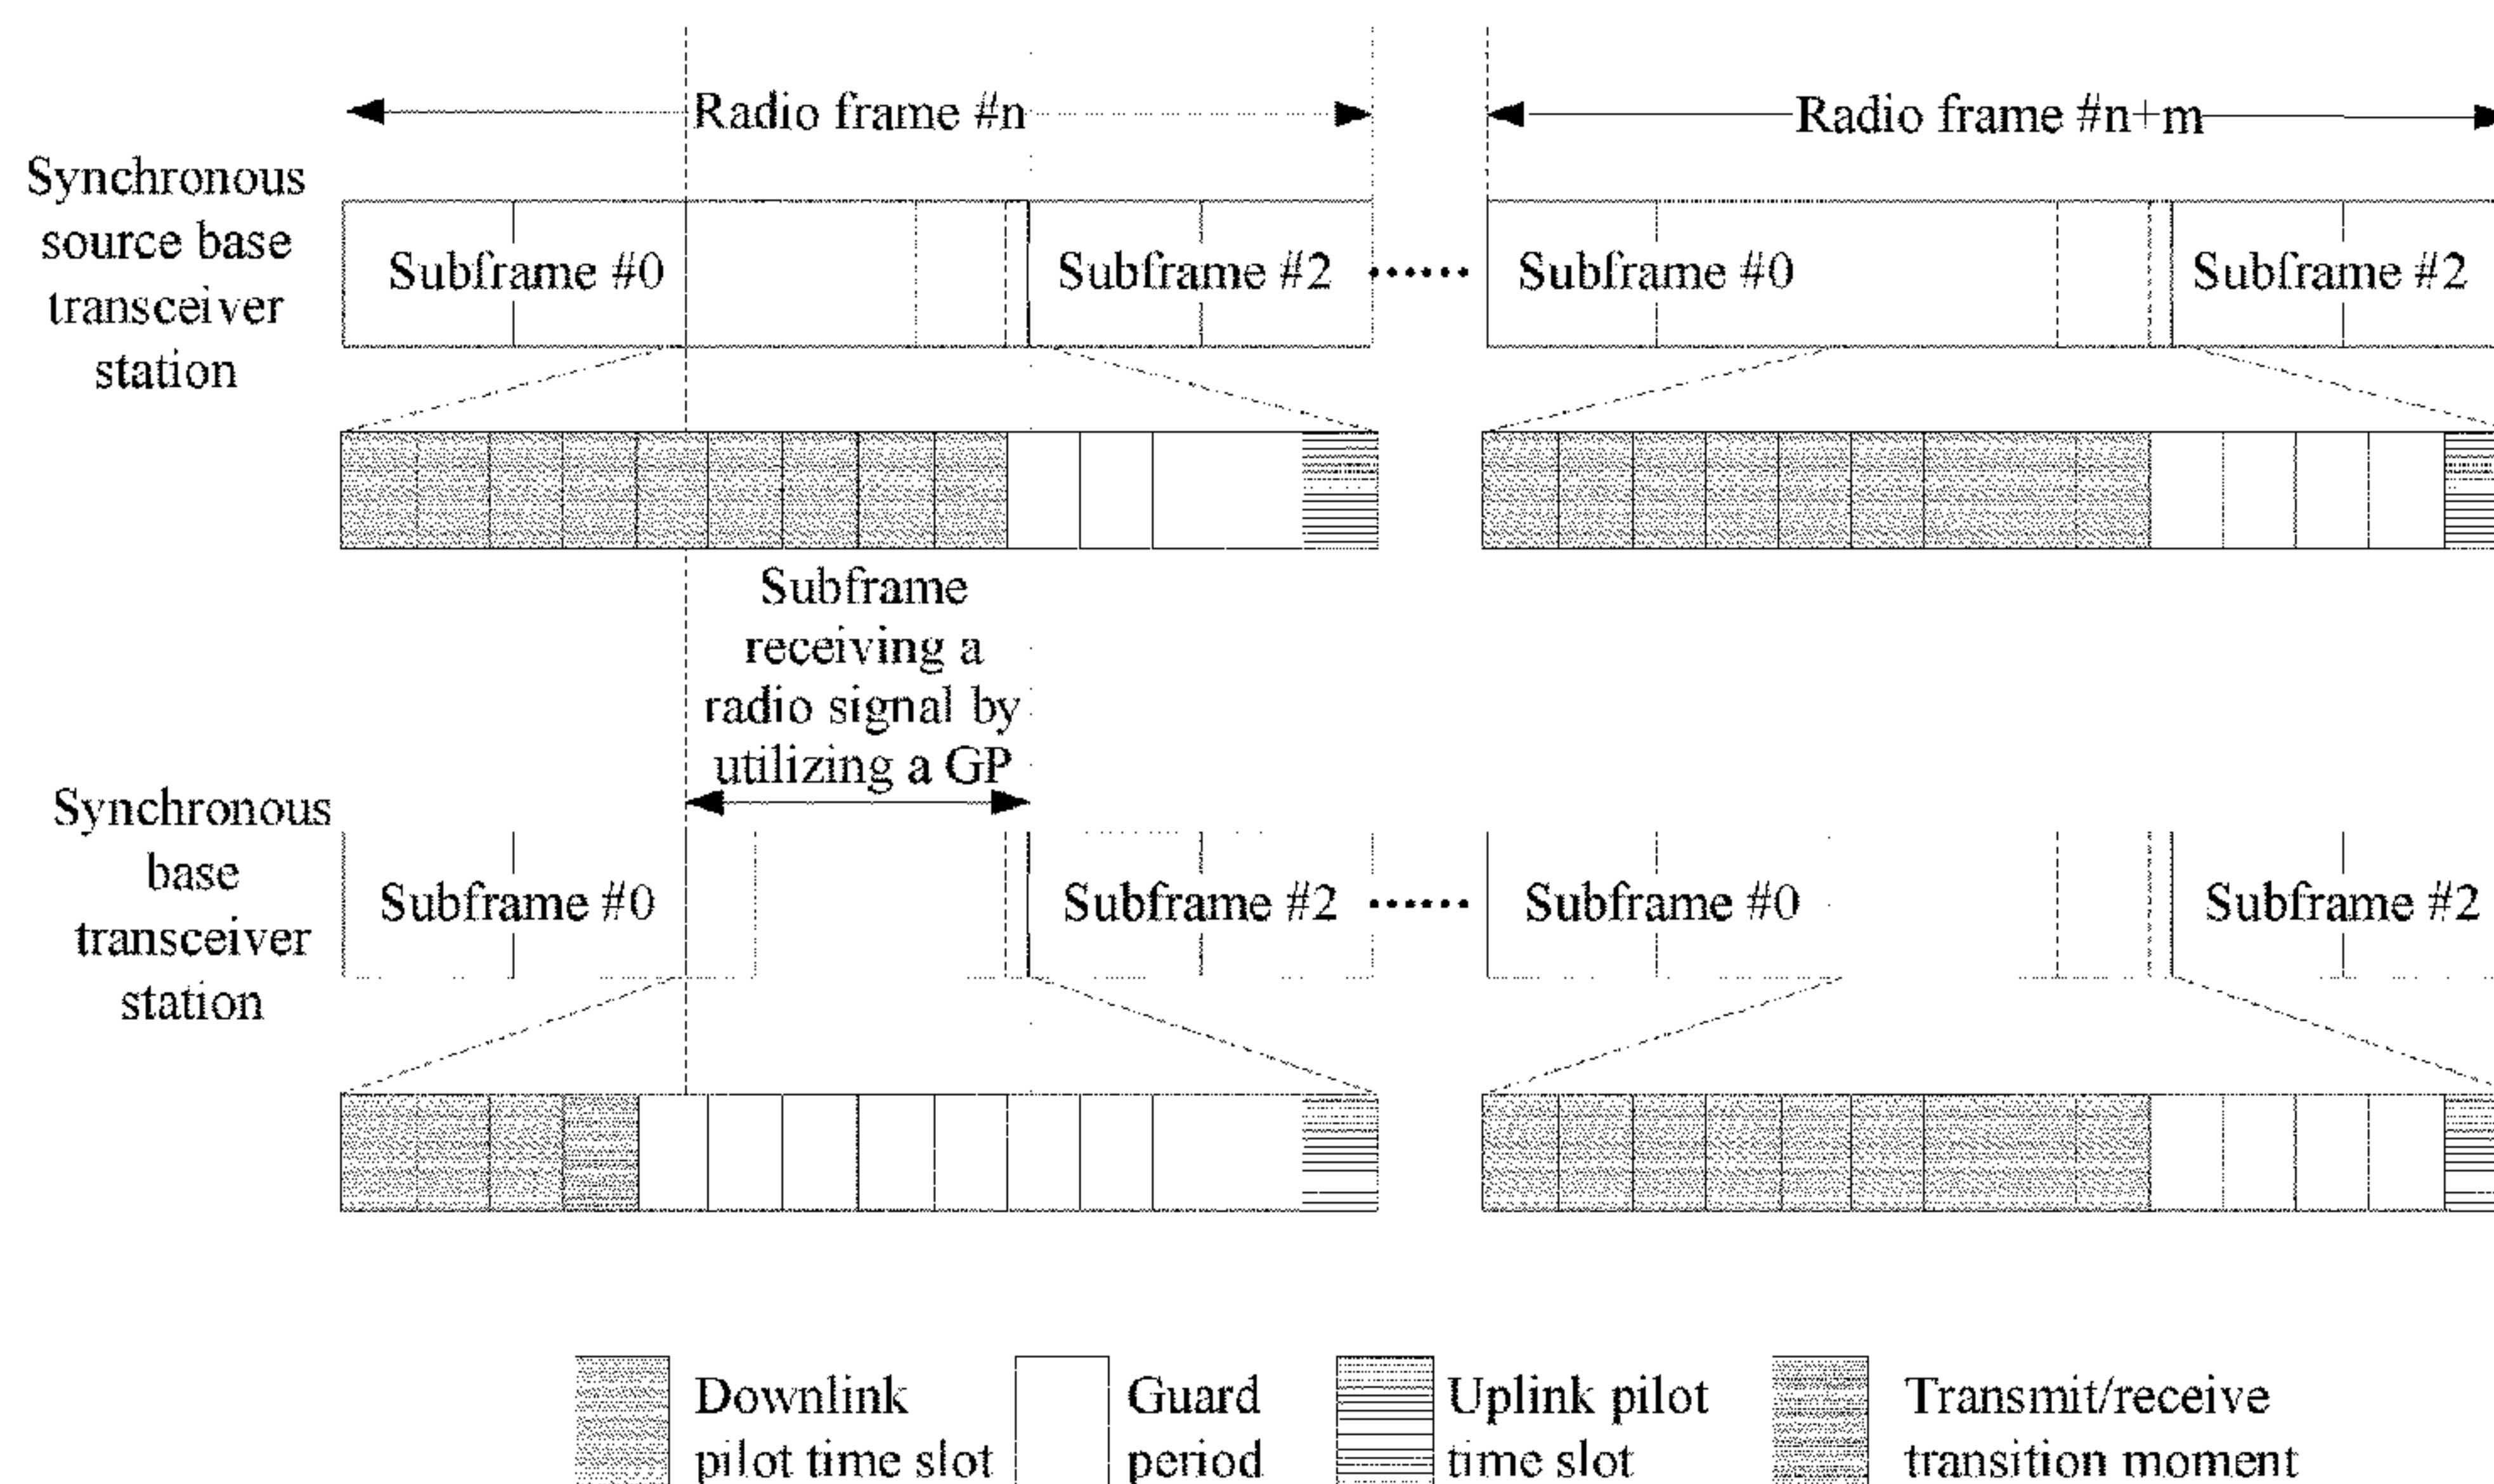 Radio frame #n
Radio frame #n+m
Synchronous
source base
transceiver
station
Subframe #0
Subframe #2
Subframe #0
Subframe #2
Subframe
receiving a
radio signal by
utilizing a GP
Synchronous
base
transceiver
station
Subframe #0
Subframe #2
Subframe #0
Subframe #2
Downlink
pilot time slot
Guard
period
Uplink pilot
time slot
Transmit/receive
transition moment